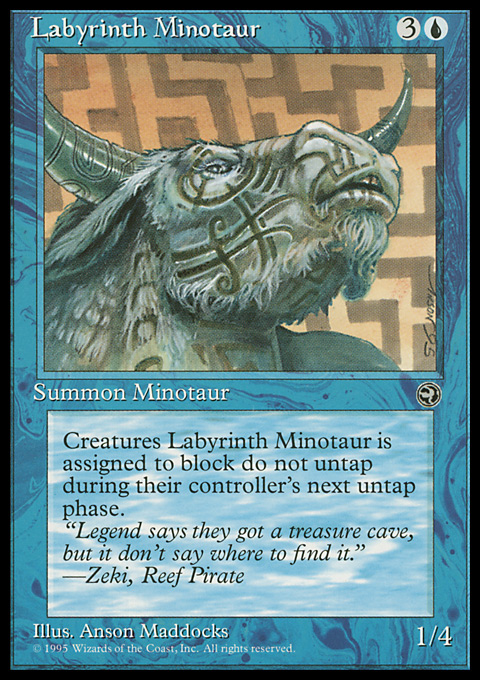 Labyrinth Minotaur 3
Summon Minotaur
Creatures Labyrinth Minotaur is
assigned to block do not untap
during their controller's next untap
phase.
“Legend says they got a treasure cave,
but it don't say where to find it.”
—Zeki, Reef Pirate
Illus. Anson Maddocks
© 1995 Wizards of the Coast, Inc. All rights reserved.
1/4